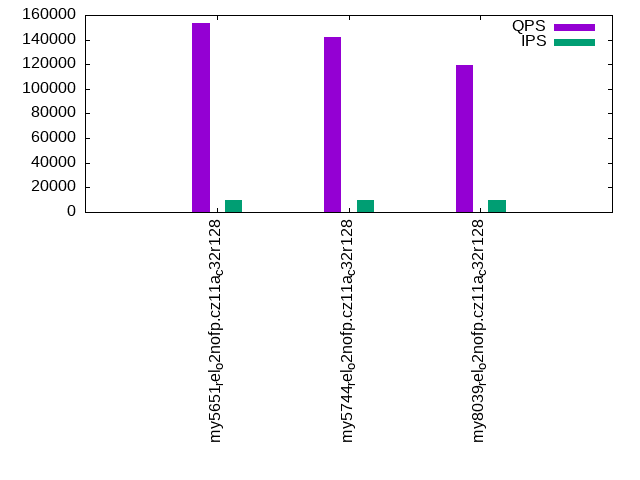 160000
140000
120000
100000
80000
60000
40000
20000
0
QPS
IPS
my5651rel_o2nofp.cz11a_c32r128
my5744rel_o2nofp.cz11a_c32r128
my8039rel_o2nofp.cz11a_c32r128